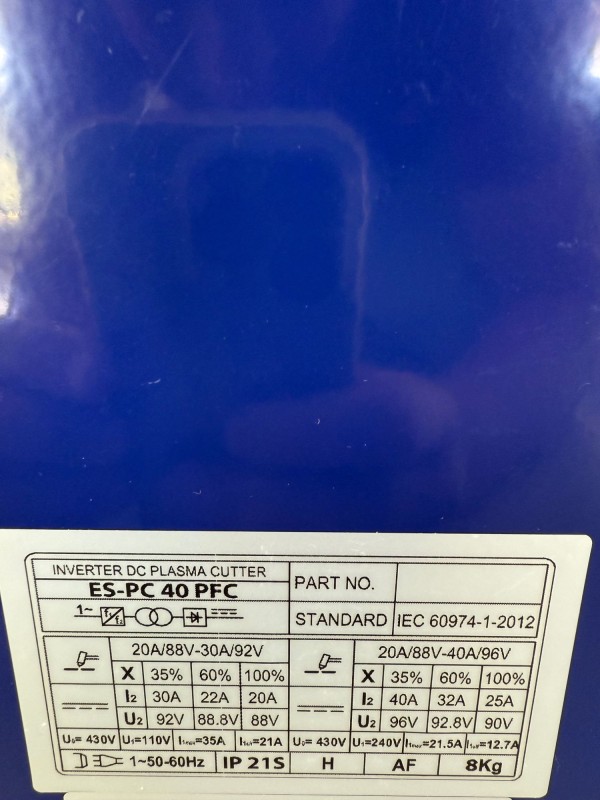 INVERTER DC PLASMA CUTTER
ES-PC 40 PFC
PART NO.
1~
STANDARD IEC 60974-1-2012
20A/88V-30A/92V
X 35% 60% 100%
I2 30A 22A 20A
U2 92V 88.8V 88V
U0= 430V U1=110V I1max=35A I1eff=21A
20A/88V-40A/96V
X 35% 60% 100%
I2 40A 32A 25A
U2 96V 92.8V 90V
U0= 430V U1=240V I1max=21.5A I1eff=12.7A
1~50-60Hz IP 21S H AF 8Kg